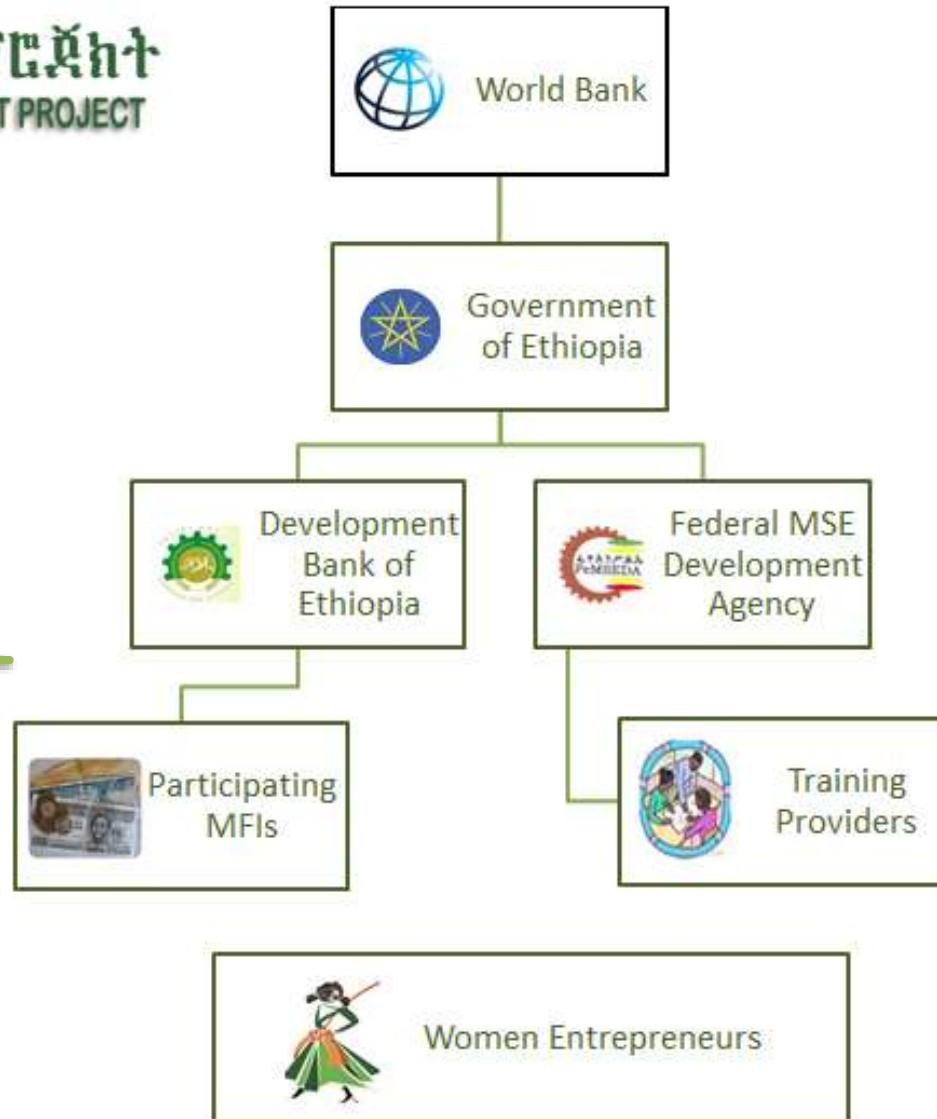 ፕሮጀክት
T PROJECT
World Bank
Government
of Ethiopia
Development
Bank of
Ethiopia
Federal MSE
Development
Agency
FeMSEDA
Participating
MFIs
Training
Providers
Women Entrepreneurs